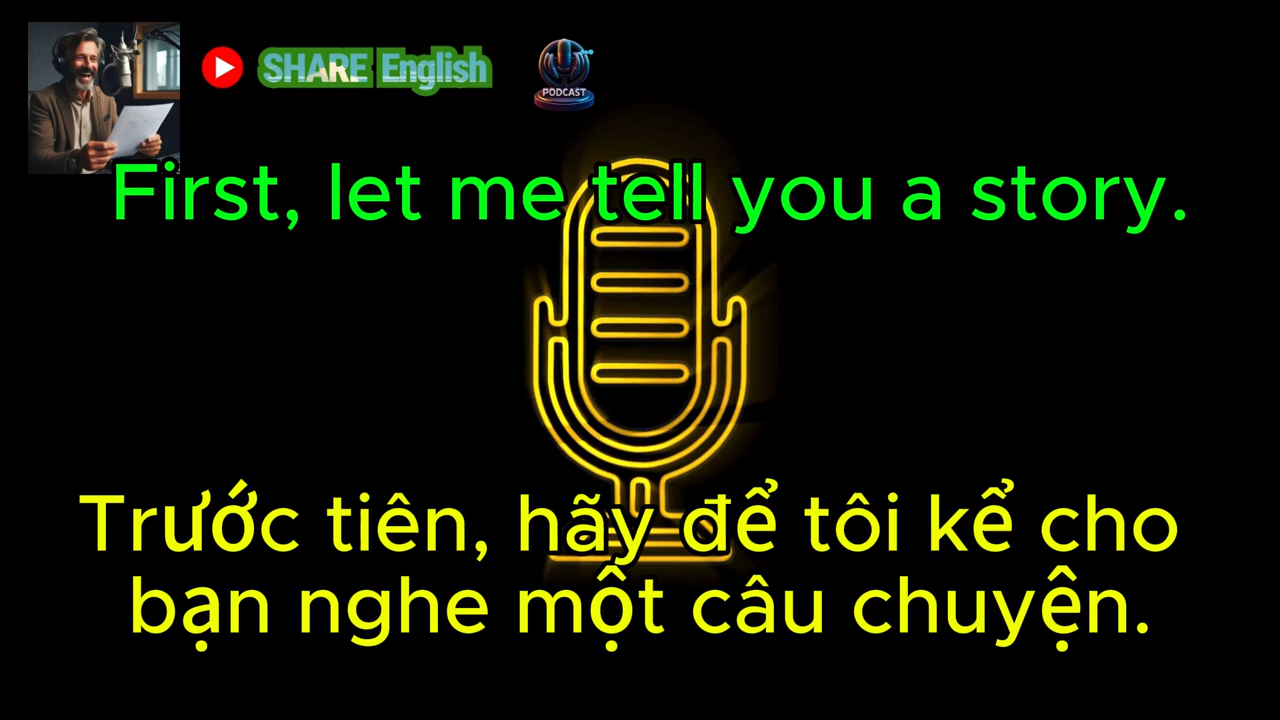 SHARE English
PODCAST
First, let me tell you a story.
Trước tiên, hãy để tôi kể cho
bạn nghe một câu chuyện.